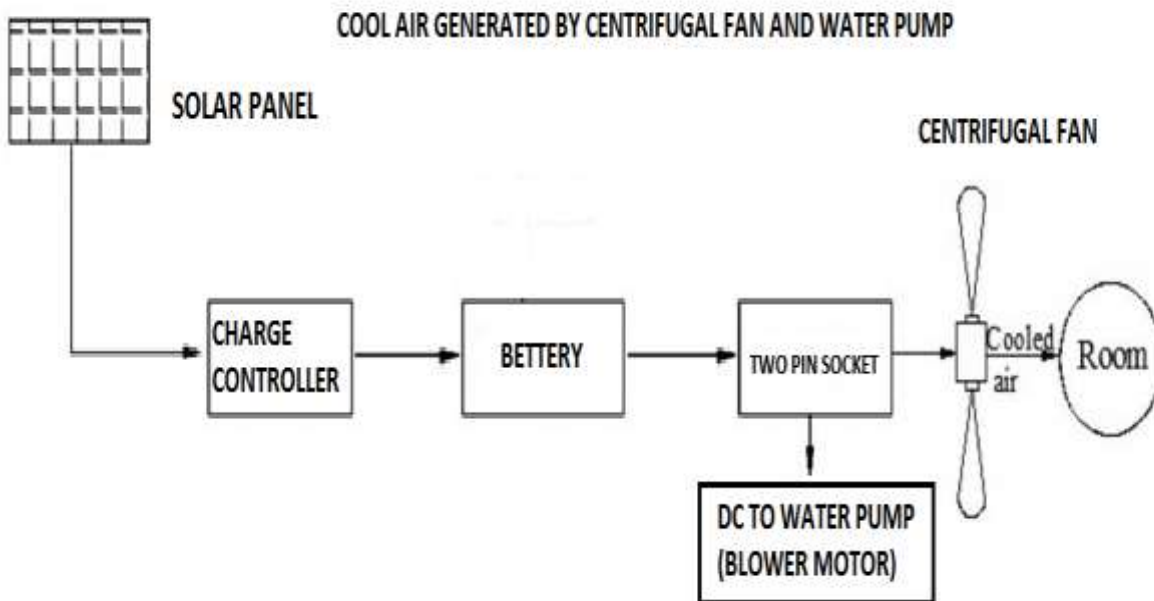 COOL AIR GENERATED BY CENTRIFUGAL FAN AND WATER PUMP
SOLAR PANEL
CENTRIFUGAL FAN
CHARGE
CONTROLLER
BETTERY
TWO PIN SOCKET
Cooled
air
Room
DC TO WATER PUMP
(BLOWER MOTOR)